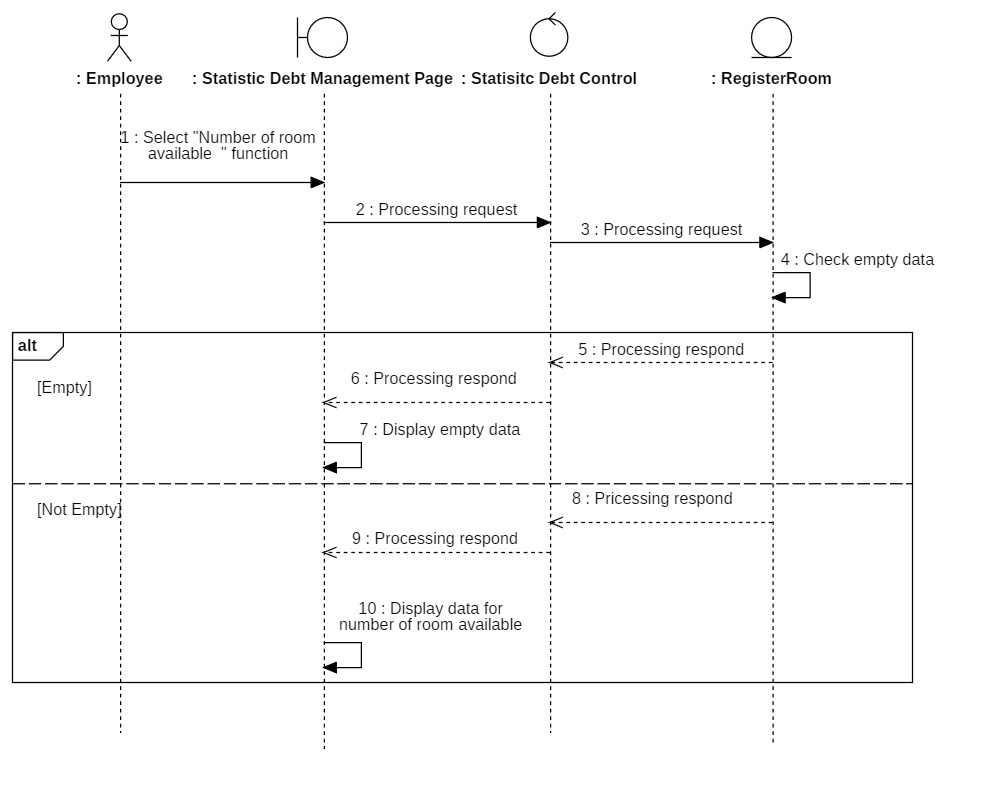 : Employee
: Statistic Debt Management Page
: Statisitc Debt Control
: RegisterRoom
1 : Select "Number of room
available " function
2 : Processing request
3 : Processing request
4 : Check empty data
alt
5 : Processing respond
6 : Processing respond
[Empty]
7 : Display empty data
8 : Pricessing respond
[Not Empty]
9 : Processing respond
10 : Display data for
number of room available